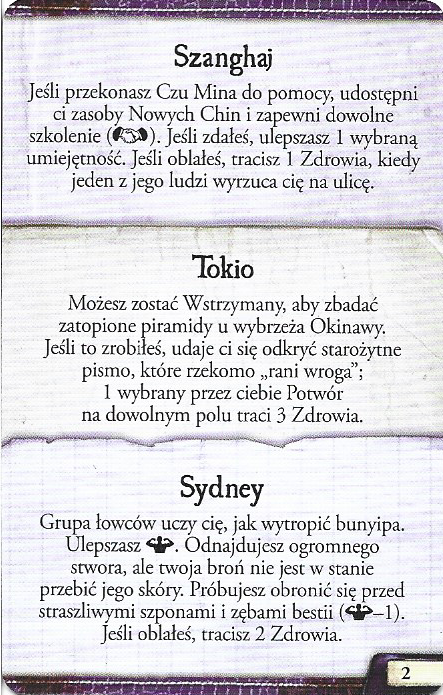 Szanghaj
Jeśli przekonasz Czu Mina do pomocy, udostępni
ci zasoby Nowych Chin i zapewni dowolne
szkolenie (). Jeśli zdałeś, ulepszasz 1 wybraną
umiejętność. Jeśli oblałeś, tracisz 1 Zdrowia, kiedy
jeden z jego ludzi wyrzuca cię na ulicę.
Tokio
Możesz zostać Wstrzymany, aby zbadać
zatopione piramidy u wybrzeża Okinawy.
Jeśli to zrobiłeś, udaje ci się odkryć starożytne
pismo, które rzekomo „rani wroga”;
1 wybrany przez ciebie Potwór
na dowolnym polu traci 3 Zdrowia.
Sydney
Grupa łowców uczy cię, jak wytropić bunyipa.
Ulepszasz . Odnajdujesz ogromnego
stwora, ale twoja broń nie jest w stanie
przebić jego skóry. Próbujesz obronić się przed
straszliwymi szponami i zębami bestii (–1).
Jeśli oblałeś, tracisz 2 Zdrowia.
2